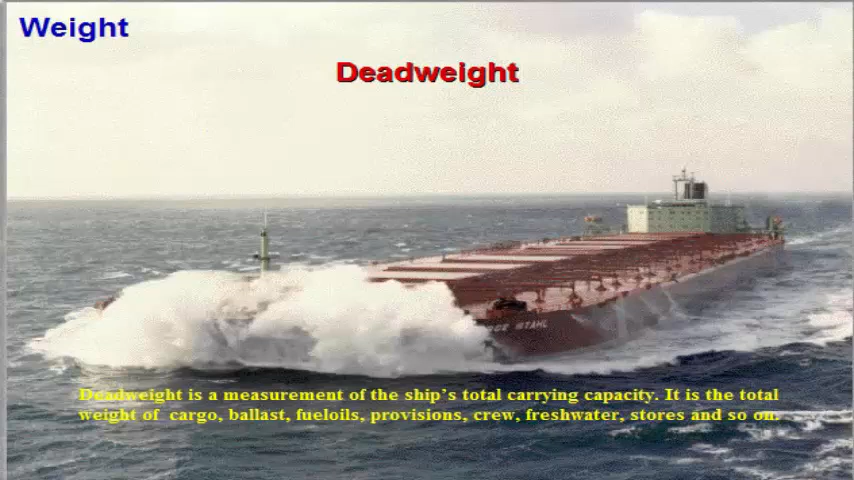 Weight
Deadweight
Deadweight is a measurement of the ship's total carrying capacity. It is the total
weight of cargo, ballast, fueloils, provisions, crew, freshwater, stores and so on.